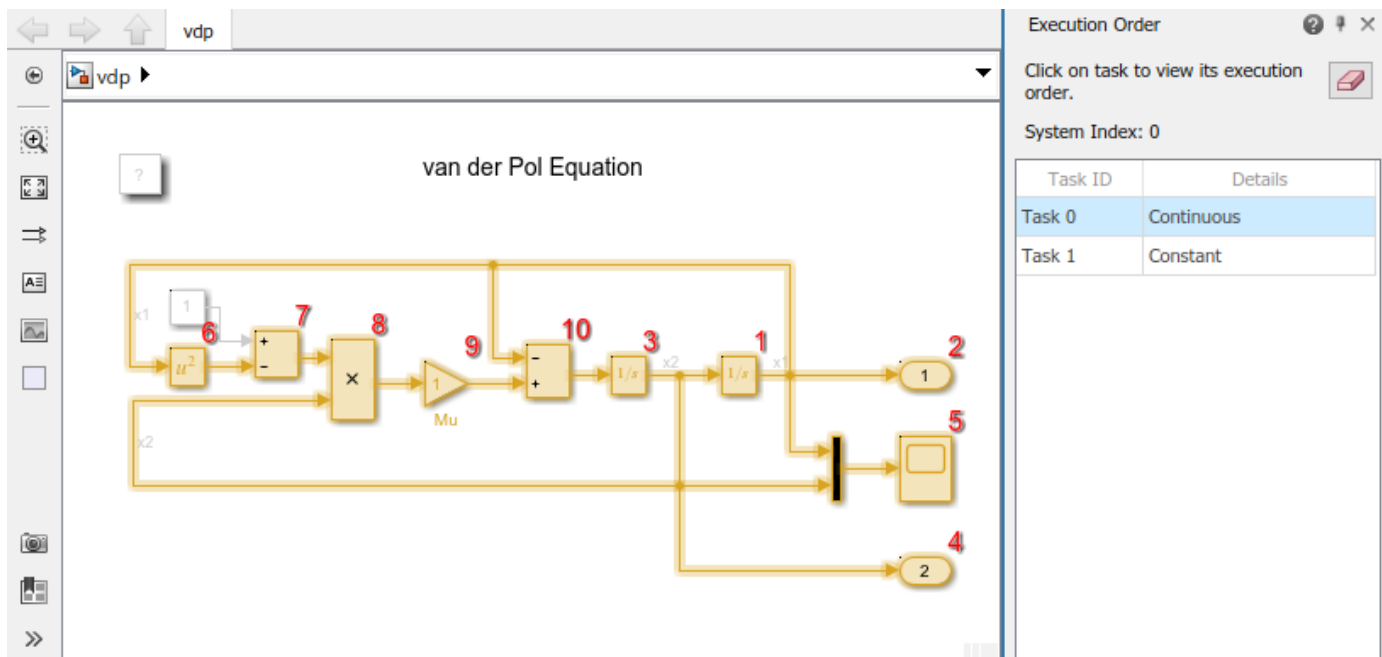 vdp
vdp
van der Pol Equation
?
x1
1
6
7
8
9
10
3
1
2
+
−
u²
×
1
−
+
1/s
x2
1/s
x1
1
Mu
5
x2
4
2
Execution Order
Click on task to view its execution
order.
System Index: 0
Task ID Details
Task 0 Continuous
Task 1 Constant